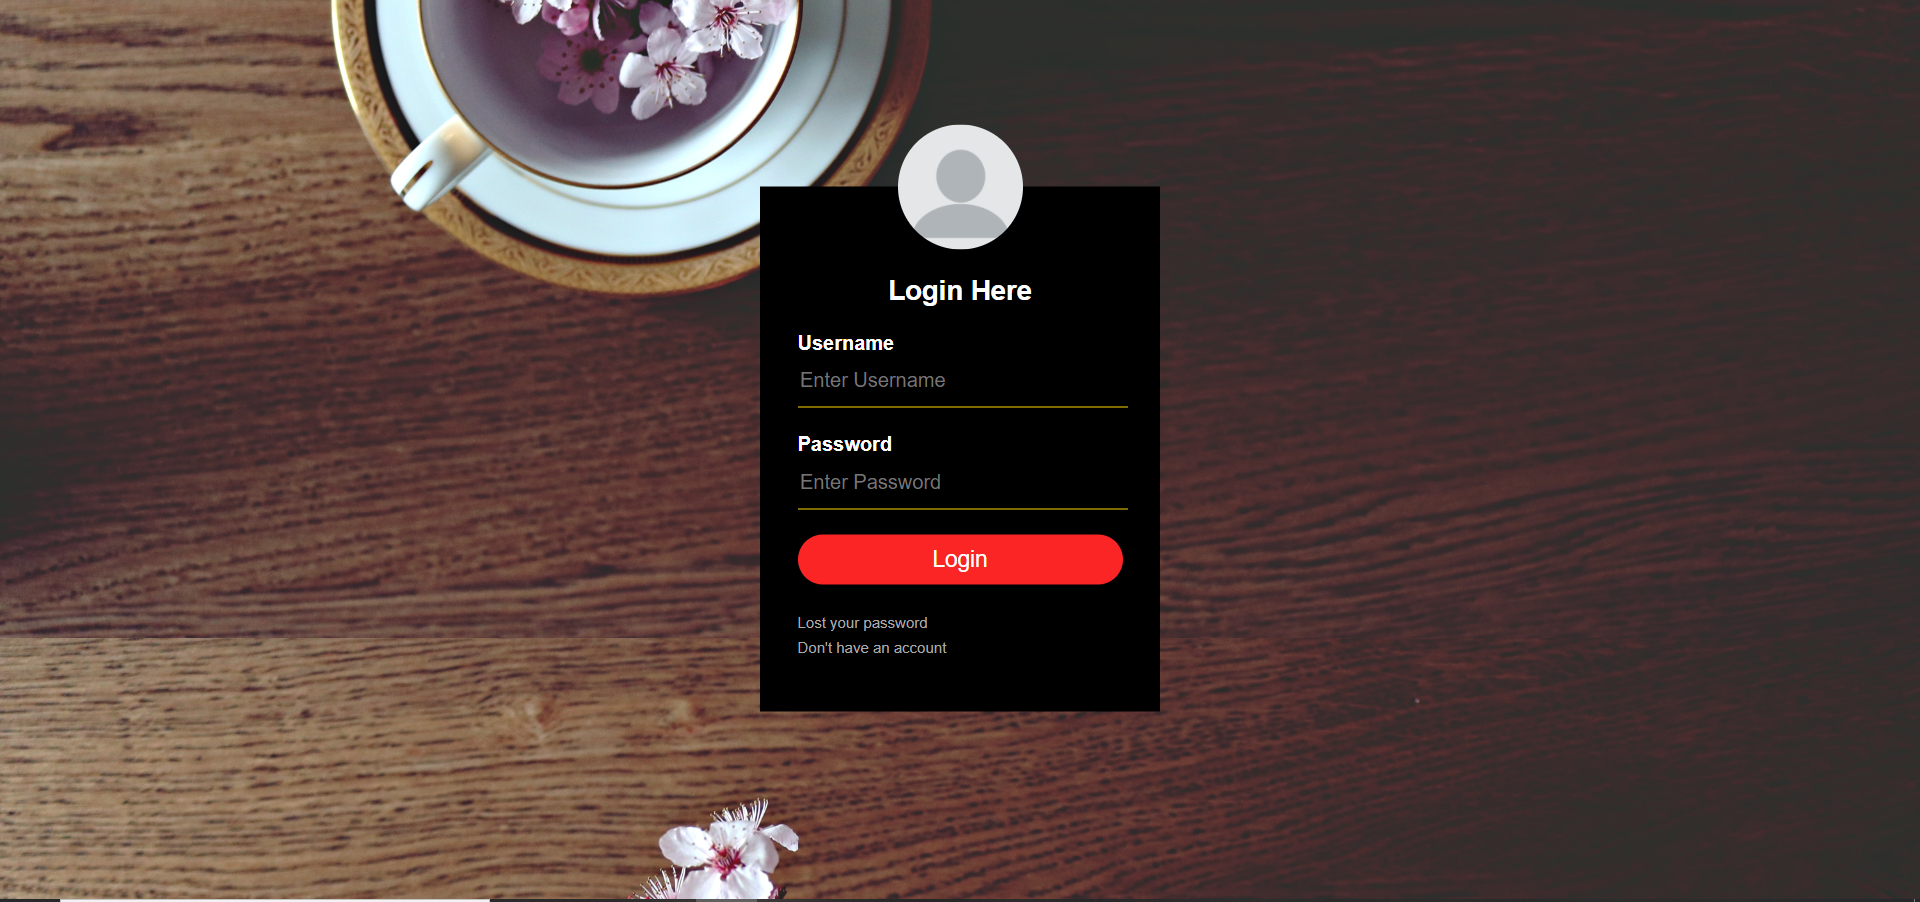 Login Here
Username
Enter Username
Password
Enter Password
Login
Lost your password
Don't have an account